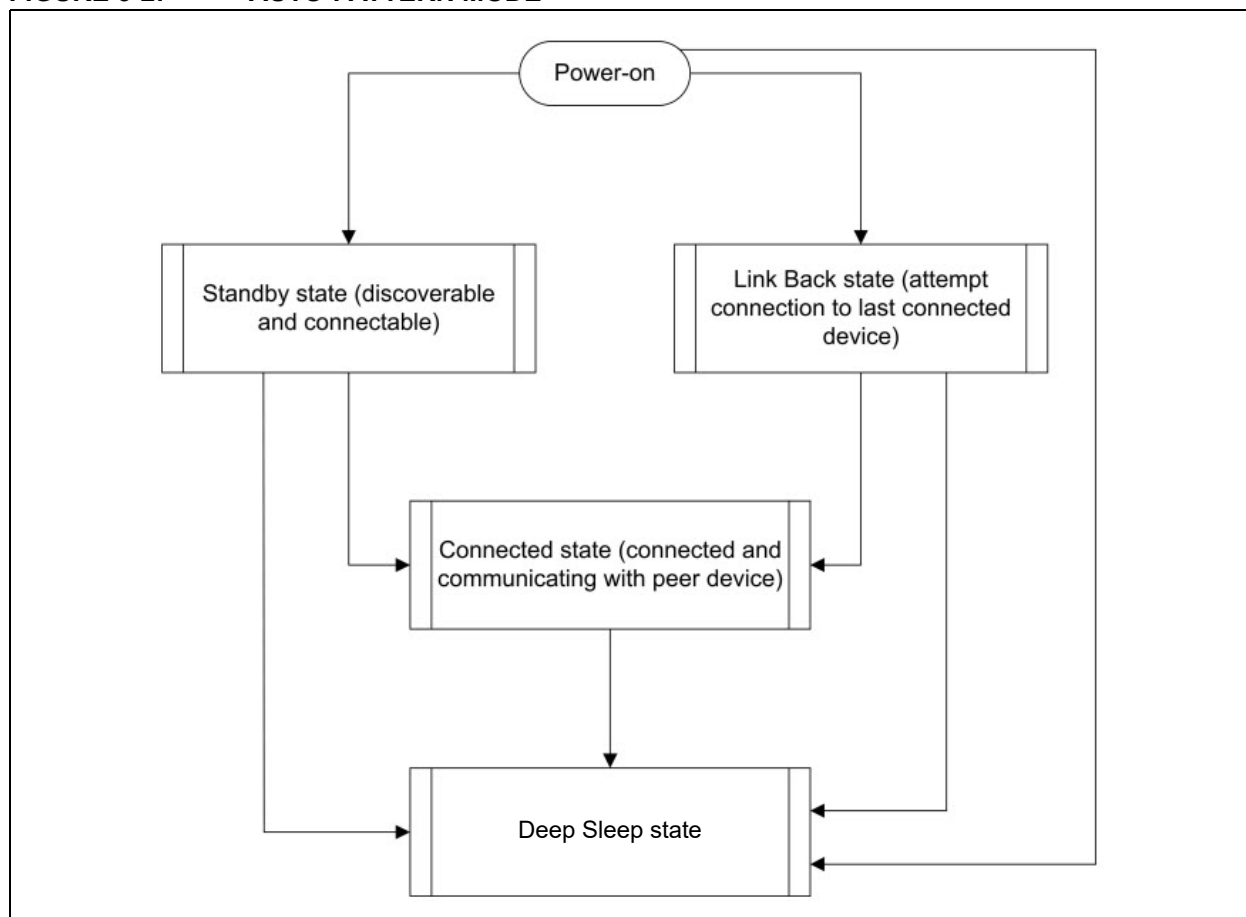 Power-on
Standby state (discoverable
and connectable)
Link Back state (attempt
connection to last connected
device)
Connected state (connected and
communicating with peer device)
Deep Sleep state